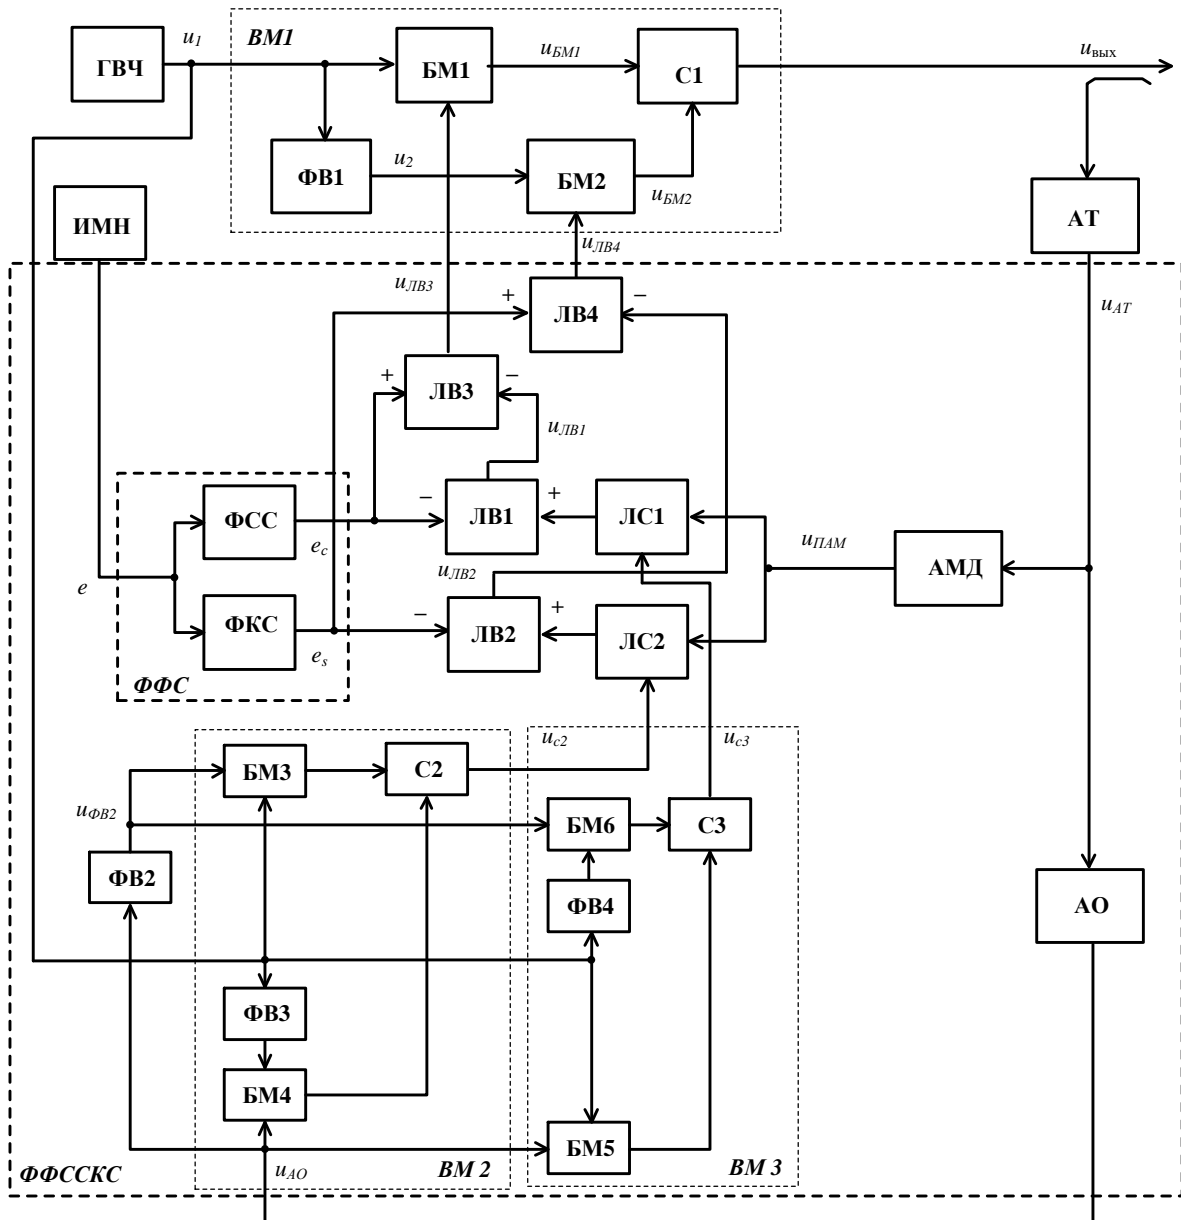 u1
ВМ1
ГВЧ
БМ1
uБМ1
С1
uвых
ФВ1
u2
БМ2
uБМ2
ИМН
АТ
uЛВ4
uЛВ3
+
ЛВ4
–
uАТ
+
ЛВ3
–
uЛВ1
ФСС
ec
–
ЛВ1
+
ЛС1
uПАМ
АМД
e
uЛВ2
ФКС
es
–
ЛВ2
+
ЛС2
ФФС
uс2
uс3
БМ3
С2
uФВ2
БМ6
С3
ФВ2
ФВ4
АО
ФВ3
БМ4
БМ5
ФФССКС
uАО
ВМ 2
ВМ 3